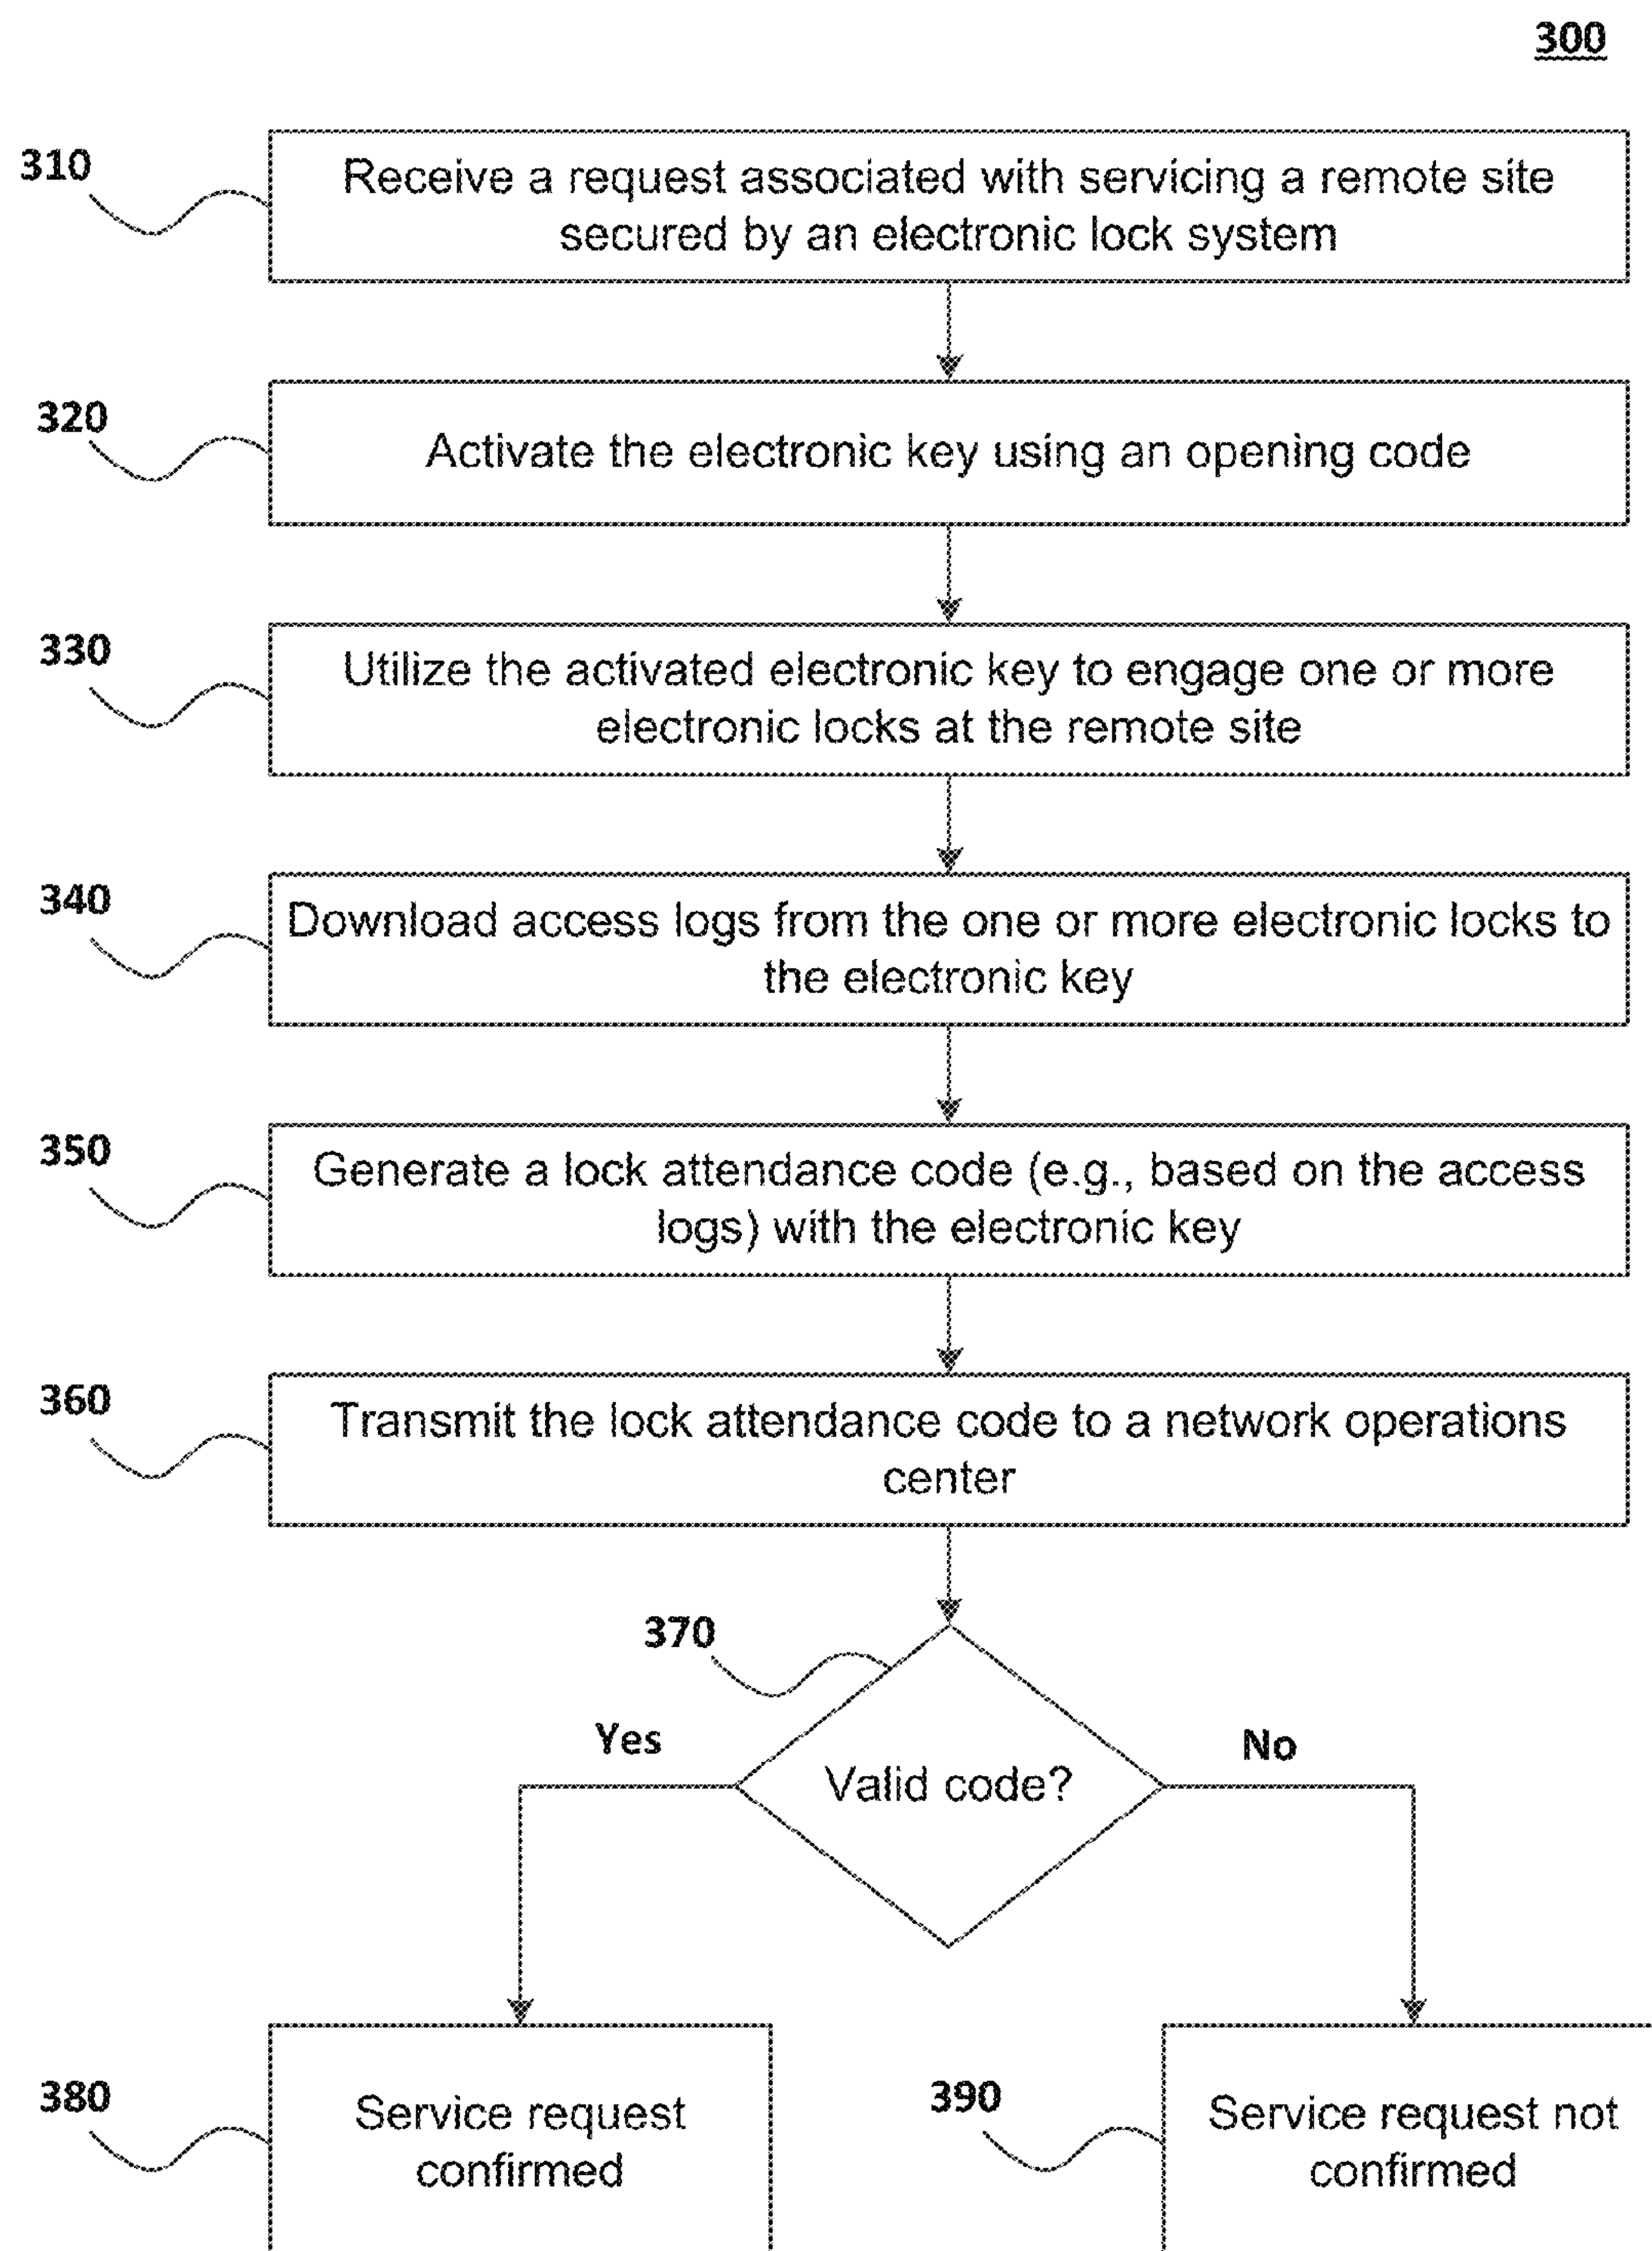 300
310
Receive a request associated with servicing a remote site
secured by an electronic lock system
320
Activate the electronic key using an opening code
330
Utilize the activated electronic key to engage one or more
electronic locks at the remote site
340
Download access logs from the one or more electronic locks to
the electronic key
350
Generate a lock attendance code (e.g., based on the access
logs) with the electronic key
360
Transmit the lock attendance code to a network operations
center
370
Yes
No
Valid code?
380
Service request
confirmed
390
Service request not
confirmed